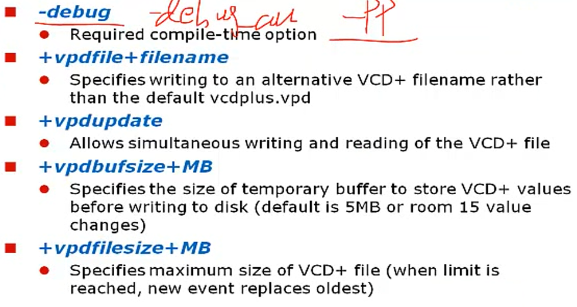 -debug -debug_all -PP
Required compile-time option
+vpdfile+filename
Specifies writing to an alternative VCD+ filename rather
than the default vcdplus.vpd
+vpdupdate
Allows simultaneous writing and reading of the VCD+ file
+vpdbufsize+MB
Specifies the size of temporary buffer to store VCD+ values
before writing to disk (default is 5MB or room 15 value
changes)
+vpdfilesize+MB
Specifies maximum size of VCD+ file (when limit is
reached, new event replaces oldest)